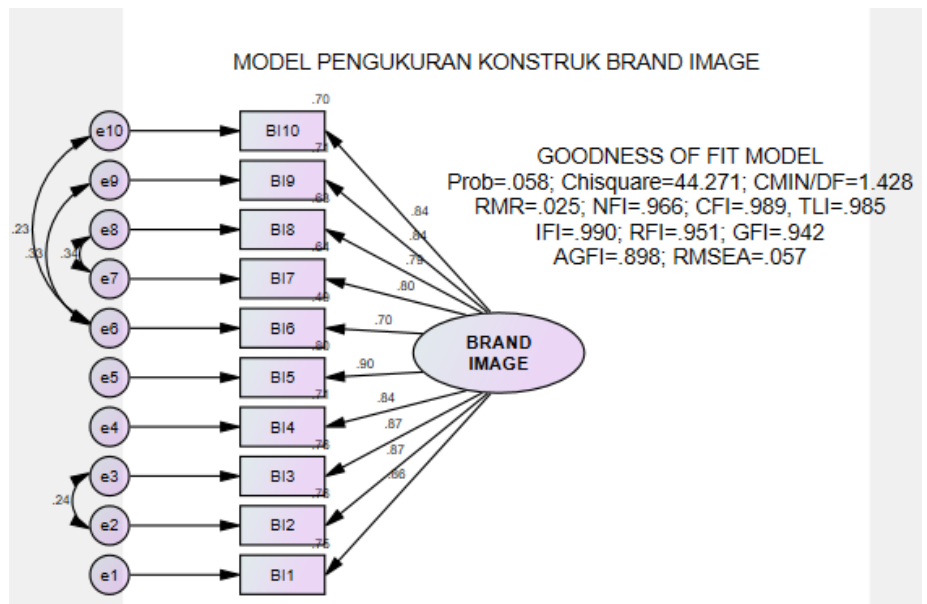 MODEL PENGUKURAN KONSTRUK BRAND IMAGE
GOODNESS OF FIT MODEL
Prob=.058; Chisquare=44.271; CMIN/DF=1.428
RMR=.025; NFI=.966; CFI=.989, TLI=.985
IFI=.990; RFI=.951; GFI=.942
AGFI=.898; RMSEA=.057
.70
e10 BI10
.71
e9 BI9
e8 BI8
.64
e7 BI7
.49
e6 BI6
.80
e5 BI5
.71
e4 BI4
.76
e3 BI3
.76
e2 BI2
.75
e1 BI1
.23
.33
.34
.24
.84
.84
.79
.80
.70
.90
.84
.87
.87
.86
BRAND
IMAGE